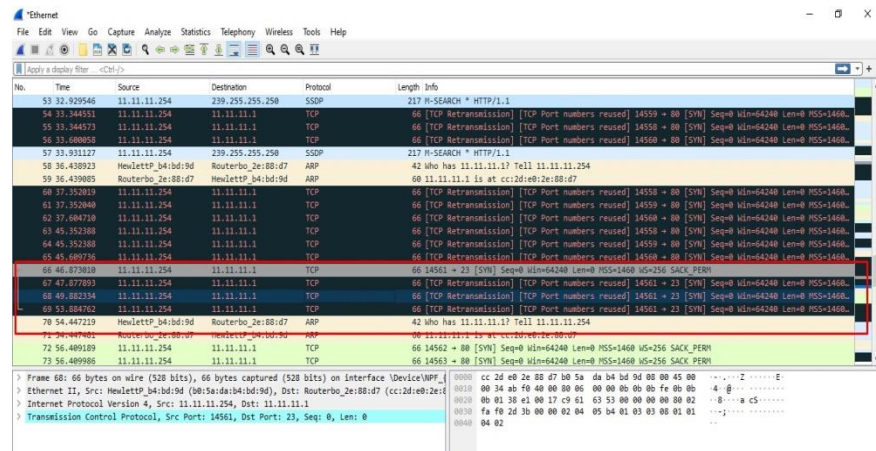 *Ethernet
File Edit View Go Capture Analyze Statistics Telephony Wireless Tools Help
Apply a display filter ... <Ctrl-/>
No. Time Source Destination Protocol Length Info
53 32.929546 11.11.11.254 239.255.255.250 SSDP 217 M-SEARCH * HTTP/1.1
54 33.344551 11.11.11.254 11.11.11.1 TCP 66 [TCP Retransmission] [TCP Port numbers reused] 14559 → 80 [SYN] Seq=0 Win=64240 Len=0 MSS=1460…
55 33.344573 11.11.11.254 11.11.11.1 TCP 66 [TCP Retransmission] [TCP Port numbers reused] 14558 → 80 [SYN] Seq=0 Win=64240 Len=0 MSS=1460…
56 33.600058 11.11.11.254 11.11.11.1 TCP 66 [TCP Retransmission] [TCP Port numbers reused] 14560 → 80 [SYN] Seq=0 Win=64240 Len=0 MSS=1460…
57 33.931127 11.11.11.254 239.255.255.250 SSDP 217 M-SEARCH * HTTP/1.1
58 36.438923 HewlettP_b4:bd:9d Routerbo_2e:88:d7 ARP 42 Who has 11.11.11.1? Tell 11.11.11.254
59 36.439085 Routerbo_2e:88:d7 HewlettP_b4:bd:9d ARP 60 11.11.11.1 is at cc:2d:e0:2e:88:d7
60 37.352019 11.11.11.254 11.11.11.1 TCP 66 [TCP Retransmission] [TCP Port numbers reused] 14558 → 80 [SYN] Seq=0 Win=64240 Len=0 MSS=1460…
61 37.352040 11.11.11.254 11.11.11.1 TCP 66 [TCP Retransmission] [TCP Port numbers reused] 14559 → 80 [SYN] Seq=0 Win=64240 Len=0 MSS=1460…
62 37.604710 11.11.11.254 11.11.11.1 TCP 66 [TCP Retransmission] [TCP Port numbers reused] 14560 → 80 [SYN] Seq=0 Win=64240 Len=0 MSS=1460…
63 45.352388 11.11.11.254 11.11.11.1 TCP 66 [TCP Retransmission] [TCP Port numbers reused] 14558 → 80 [SYN] Seq=0 Win=64240 Len=0 MSS=1460…
64 45.352388 11.11.11.254 11.11.11.1 TCP 66 [TCP Retransmission] [TCP Port numbers reused] 14559 → 80 [SYN] Seq=0 Win=64240 Len=0 MSS=1460…
65 45.609736 11.11.11.254 11.11.11.1 TCP 66 [TCP Retransmission] [TCP Port numbers reused] 14560 → 80 [SYN] Seq=0 Win=64240 Len=0 MSS=1460…
66 46.873010 11.11.11.254 11.11.11.1 TCP 66 14561 → 23 [SYN] Seq=0 Win=64240 Len=0 MSS=1460 WS=256 SACK_PERM
67 47.877893 11.11.11.254 11.11.11.1 TCP 66 [TCP Retransmission] [TCP Port numbers reused] 14561 → 23 [SYN] Seq=0 Win=64240 Len=0 MSS=1460…
68 49.882334 11.11.11.254 11.11.11.1 TCP 66 [TCP Retransmission] [TCP Port numbers reused] 14561 → 23 [SYN] Seq=0 Win=64240 Len=0 MSS=1460…
69 53.884762 11.11.11.254 11.11.11.1 TCP 66 [TCP Retransmission] [TCP Port numbers reused] 14561 → 23 [SYN] Seq=0 Win=64240 Len=0 MSS=1460…
70 54.447219 HewlettP_b4:bd:9d Routerbo_2e:88:d7 ARP 42 Who has 11.11.11.1? Tell 11.11.11.254
71 54.447401 Routerbo_2e:88:d7 HewlettP_b4:bd:9d ARP 60 11.11.11.1 is at cc:2d:e0:2e:88:d7
72 56.409189 11.11.11.254 11.11.11.1 TCP 66 14562 → 80 [SYN] Seq=0 Win=64240 Len=0 MSS=1460 WS=256 SACK_PERM
73 56.409986 11.11.11.254 11.11.11.1 TCP 66 14563 → 80 [SYN] Seq=0 Win=64240 Len=0 MSS=1460 WS=256 SACK_PERM
> Frame 68: 66 bytes on wire (528 bits), 66 bytes captured (528 bits) on interface \Device\NPF_{
> Ethernet II, Src: HewlettP_b4:bd:9d (b0:5a:da:b4:bd:9d), Dst: Routerbo_2e:88:d7 (cc:2d:e0:2e:8
> Internet Protocol Version 4, Src: 11.11.11.254, Dst: 11.11.11.1
> Transmission Control Protocol, Src Port: 14561, Dst Port: 23, Seq: 0, Len: 0
0000 cc 2d e0 2e 88 d7 b0 5a da b4 bd 9d 08 00 45 00
0010 00 34 ab f0 40 00 80 06 00 00 0b 0b 0b fe 0b 0b
0020 0b 01 38 e1 00 17 c9 61 63 53 00 00 00 00 80 02
0030 fa f0 2d 3b 00 00 02 04 05 b4 01 03 03 08 01 01
0040 04 02